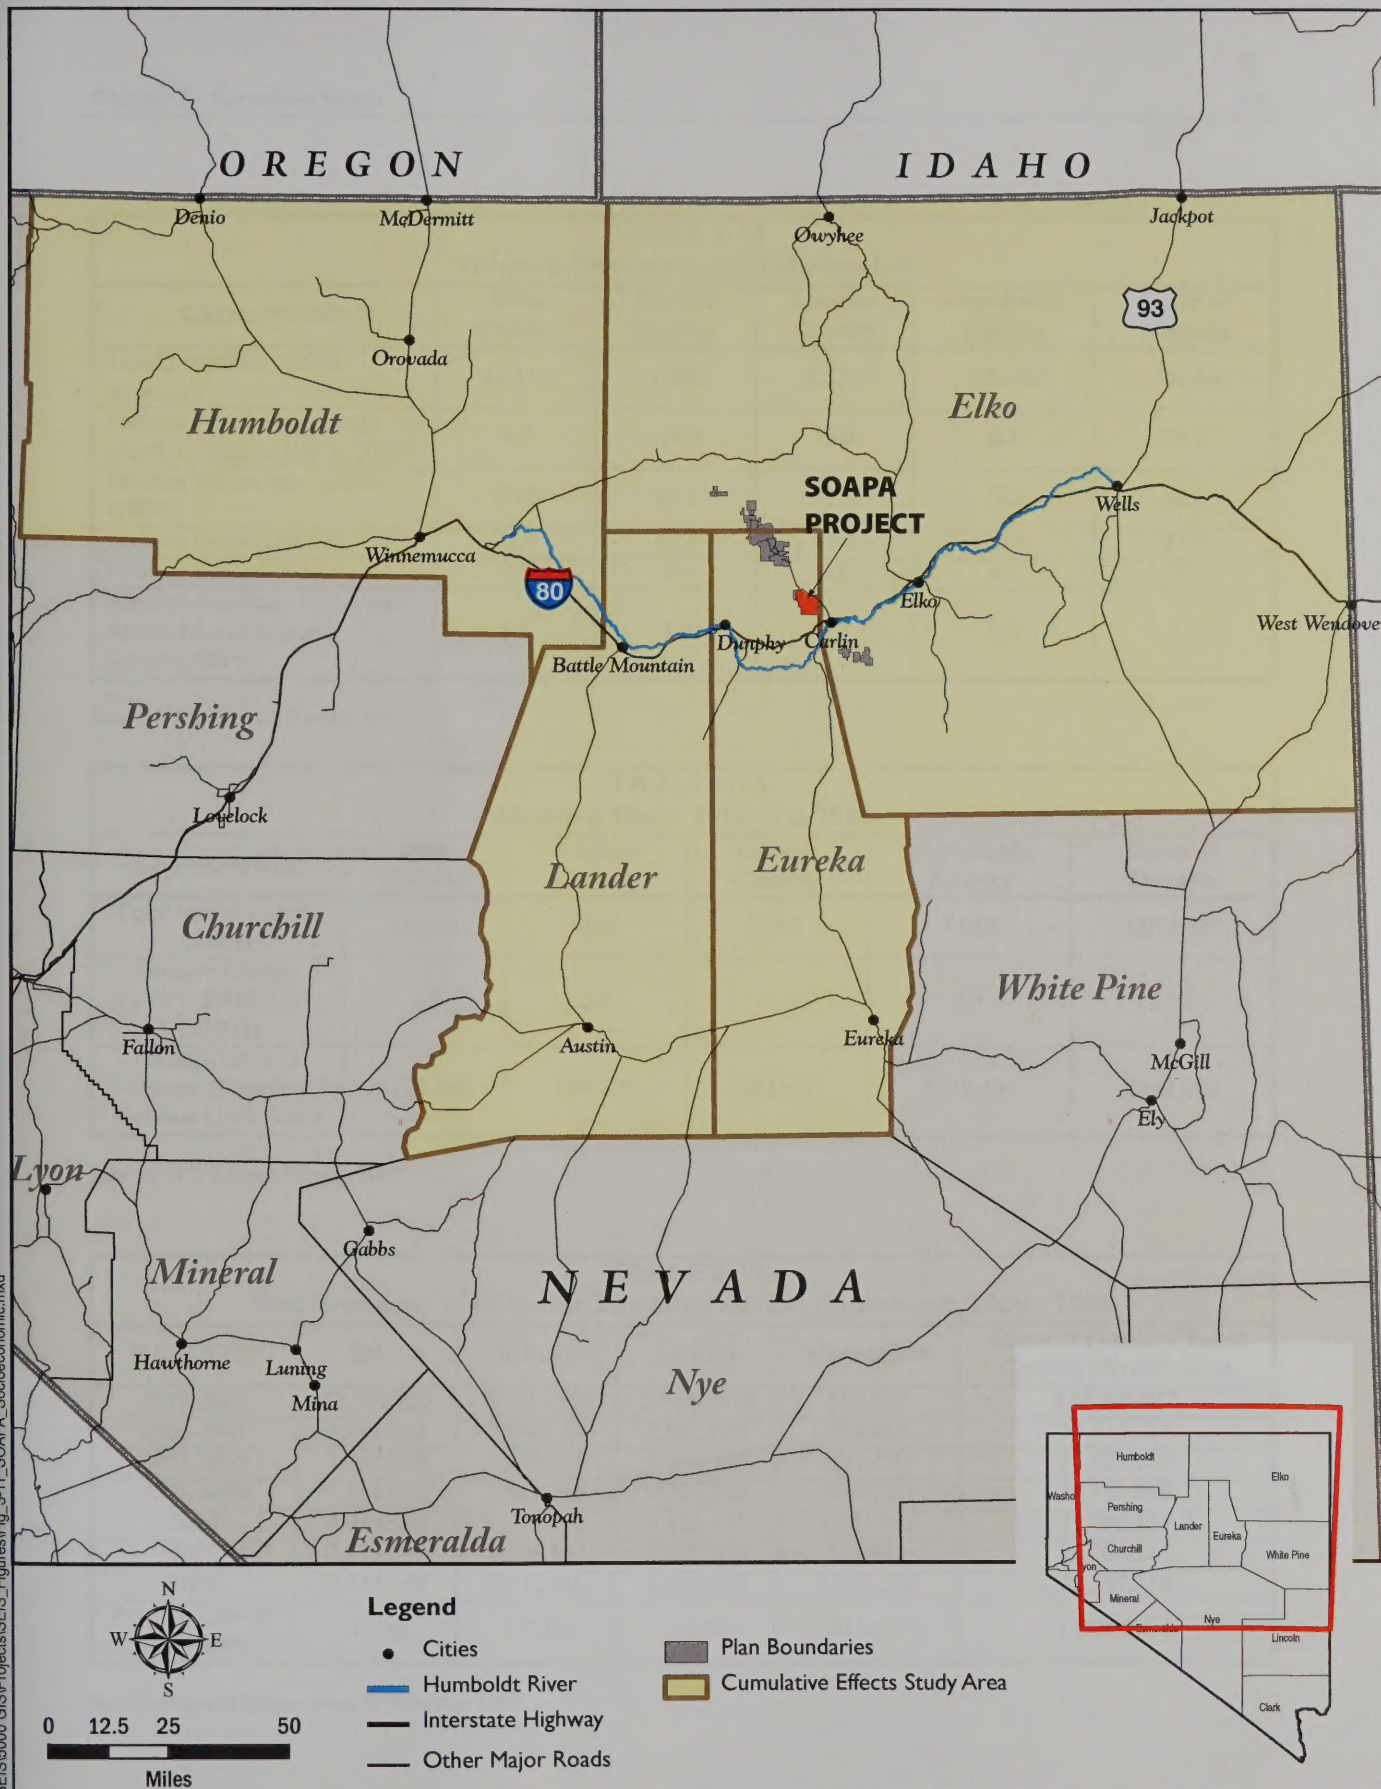 OREGON
IDAHO
Denio
McDermitt
Owyhee
Jackpot
93
Orovada
Humboldt
Elko
SOAPA
PROJECT
Wells
Winnemucca
80
Elko
West Wendove
Dunphy
Carlin
Battle Mountain
Pershing
Lovelock
Lander
Eureka
Churchill
White Pine
Fallon
Austin
Eureka
McGill
Ely
Lyon
Gabbs
Mineral
NEVADA
Hawthorne
Luning
Mina
Nye
Tonopah
Esmeralda
Humboldt
Elko
Washo
Pershing
Lander
Eureka
Churchill
White Pine
yon
Mineral
Nye
Esmeralda
Lincoln
Clark
N
W
E
S
0 12.5 25 50
Miles
Legend
Cities
Humboldt River
Interstate Highway
Other Major Roads
Plan Boundaries
Cumulative Effects Study Area